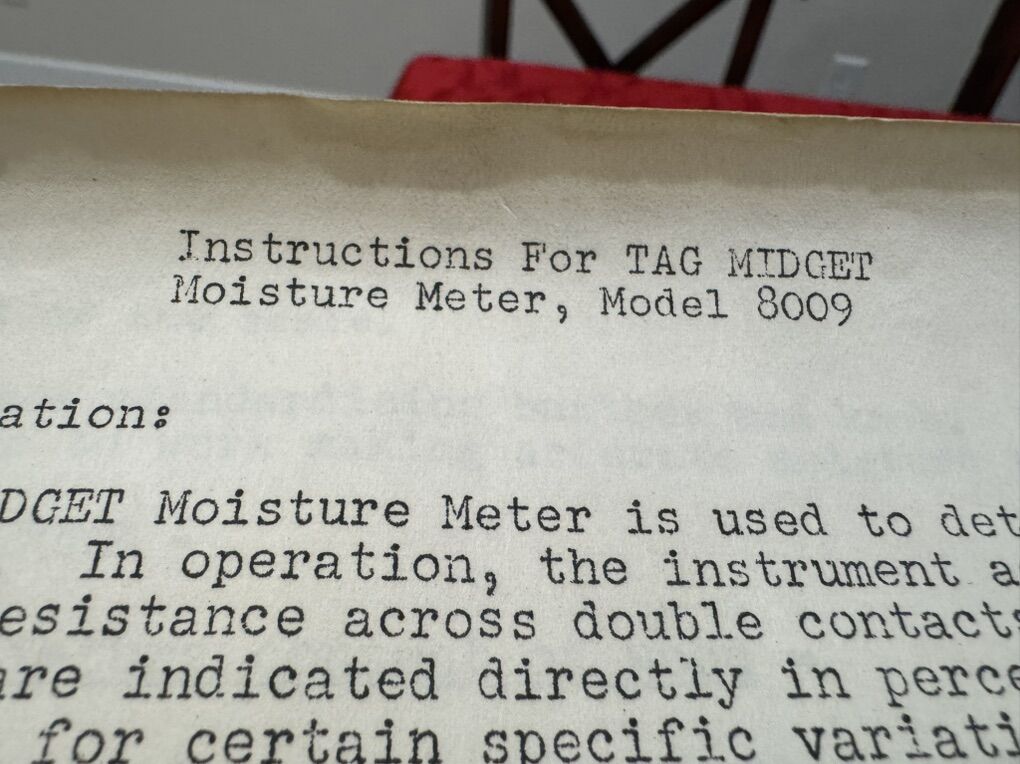 Instructions For TAG MIDGET
Moisture Meter, Model 8009
ation:
DGET Moisture Meter is used to det
In operation, the instrument a
esistance across double contacts
are indicated directly in perce
for certain specific variati